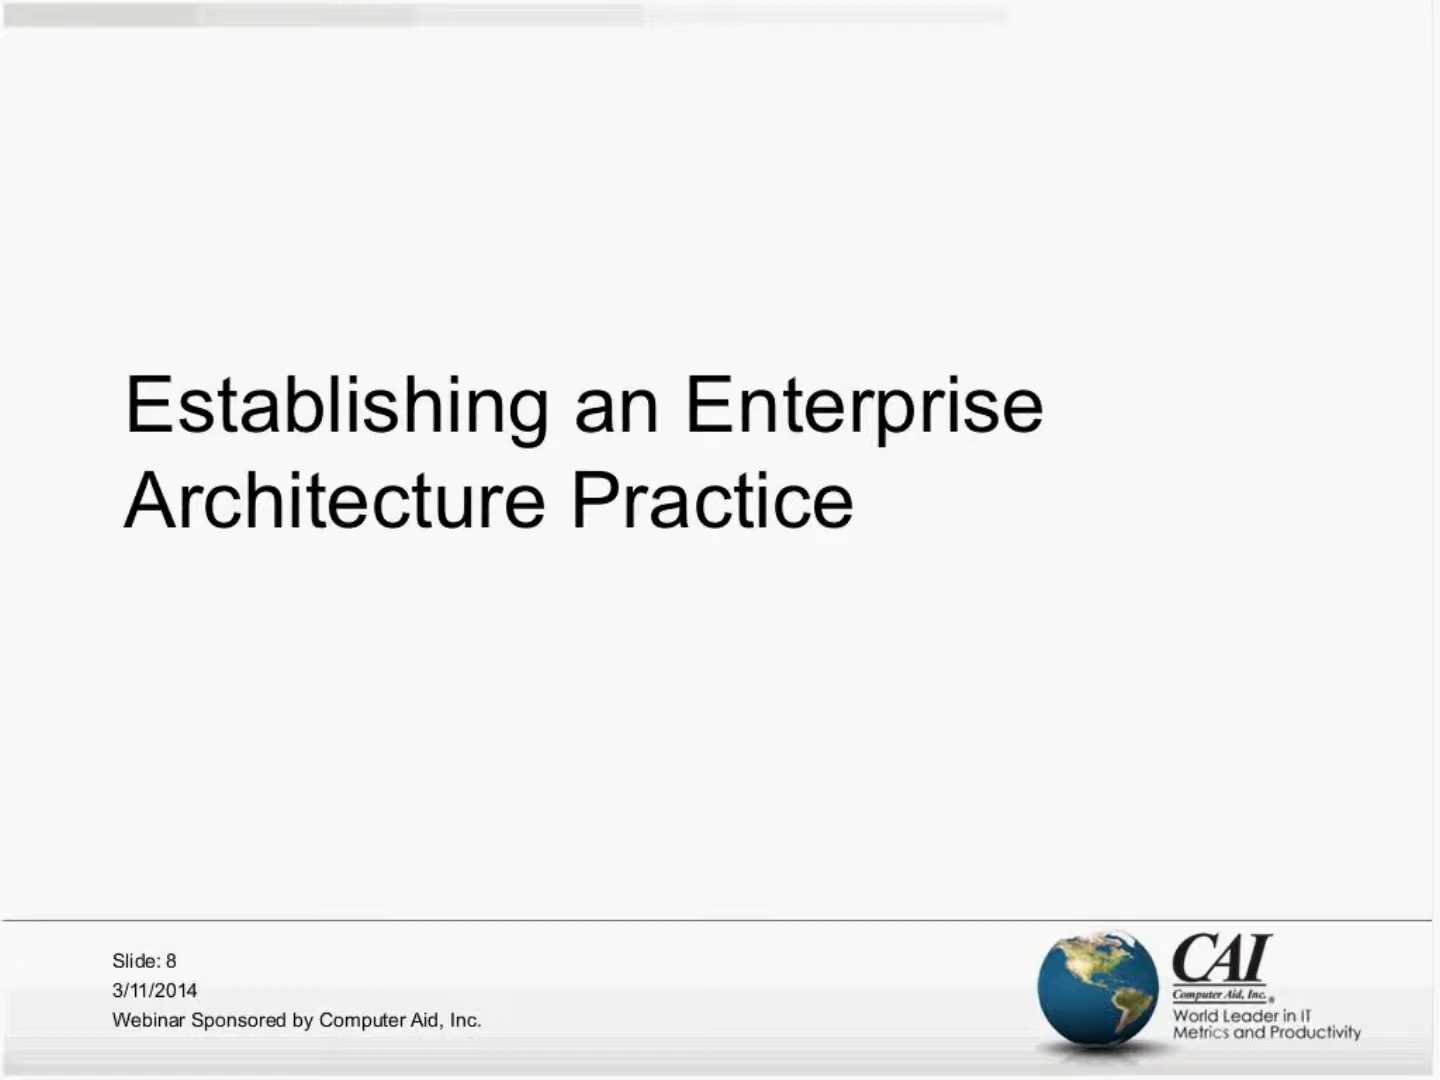 Establishing an Enterprise
Architecture Practice
Slide: 8
3/11/2014
Webinar Sponsored by Computer Aid, Inc.
CAI
Computer Aid, Inc.®
World Leader in IT
Metrics and Productivity